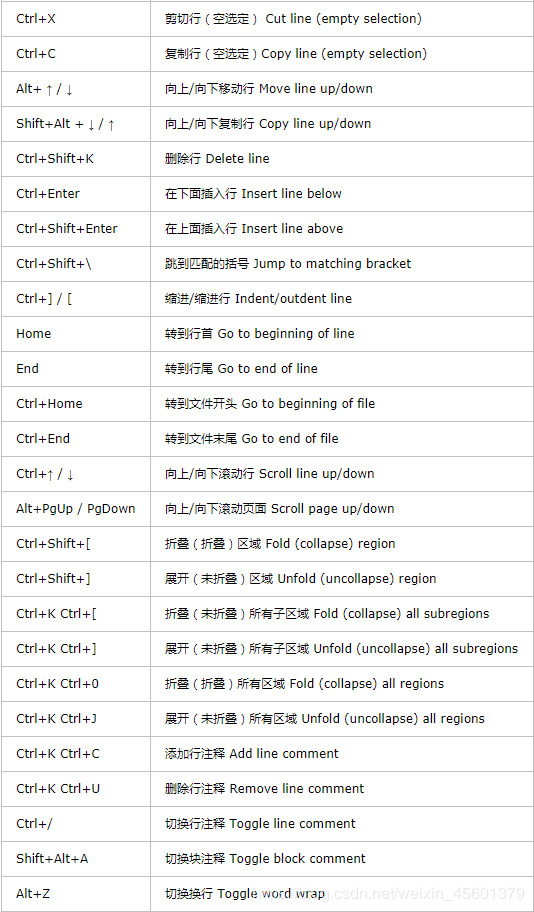 Ctrl+X 剪切行（空选定） Cut line (empty selection)
Ctrl+C 复制行（空选定）Copy line (empty selection)
Alt+ ↑ / ↓ 向上/向下移动行 Move line up/down
Shift+Alt + ↓ / ↑ 向上/向下复制行 Copy line up/down
Ctrl+Shift+K 删除行 Delete line
Ctrl+Enter 在下面插入行 Insert line below
Ctrl+Shift+Enter 在上面插入行 Insert line above
Ctrl+Shift+\ 跳到匹配的括号 Jump to matching bracket
Ctrl+] / [ 缩进/缩进行 Indent/outdent line
Home 转到行首 Go to beginning of line
End 转到行尾 Go to end of line
Ctrl+Home 转到文件开头 Go to beginning of file
Ctrl+End 转到文件末尾 Go to end of file
Ctrl+↑ / ↓ 向上/向下滚动行 Scroll line up/down
Alt+PgUp / PgDown 向上/向下滚动页面 Scroll page up/down
Ctrl+Shift+[ 折叠（折叠）区域 Fold (collapse) region
Ctrl+Shift+] 展开（未折叠）区域 Unfold (uncollapse) region
Ctrl+K Ctrl+[ 折叠（未折叠）所有子区域 Fold (collapse) all subregions
Ctrl+K Ctrl+] 展开（未折叠）所有子区域 Unfold (uncollapse) all subregions
Ctrl+K Ctrl+0 折叠（折叠）所有区域 Fold (collapse) all regions
Ctrl+K Ctrl+J 展开（未折叠）所有区域 Unfold (uncollapse) all regions
Ctrl+K Ctrl+C 添加行注释 Add line comment
Ctrl+K Ctrl+U 删除行注释 Remove line comment
Ctrl+/ 切换行注释 Toggle line comment
Shift+Alt+A 切换块注释 Toggle block comment
Alt+Z 切换换行 Toggle word wrap
csdn.net/weixin_45601379